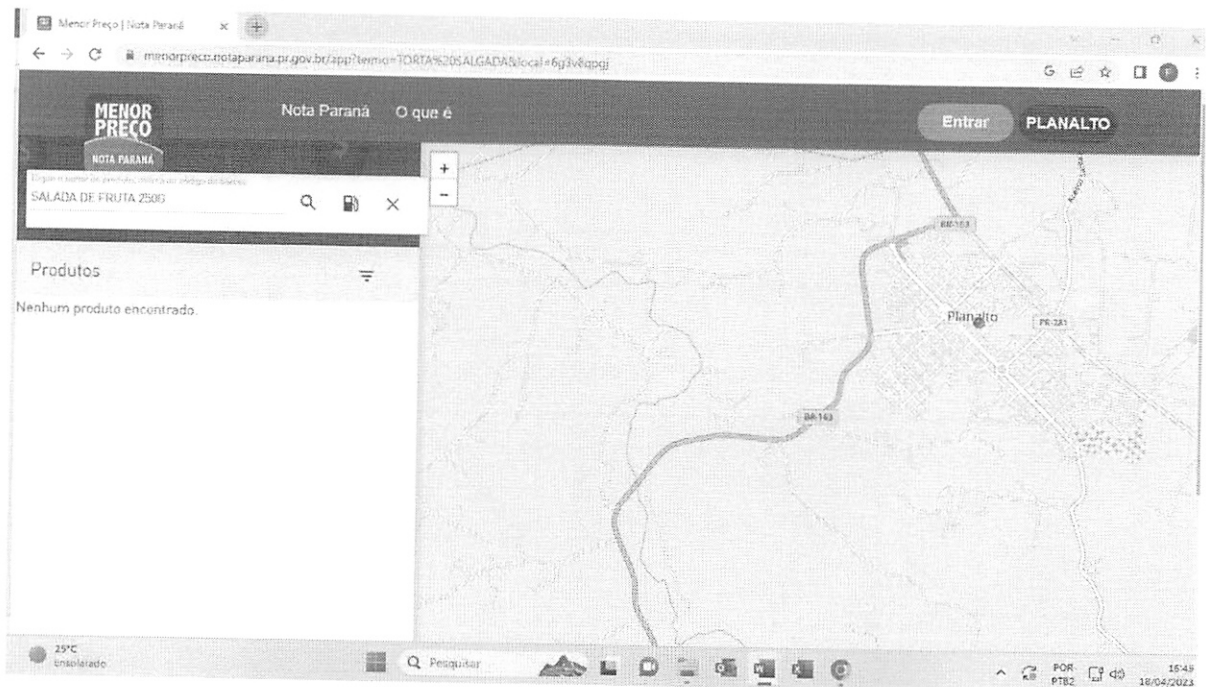 Menor Preço | Nota Paraná
menorpreco.notaparana.pr.gov.br/app?termo=TORTA%20SALGADA&local=6g3v8qpgj
MENOR
PREÇO
NOTA PARANÁ
Nota Paraná O que é
Entrar PLANALTO
SALADA DE FRUTA 250G
+
-
Produtos
Nenhum produto encontrado.
BR-163
Planalto
PR-281
BR-163
25°C
Ensolarado
Pesquisar
POR
PTB2
15:49
18/04/2023